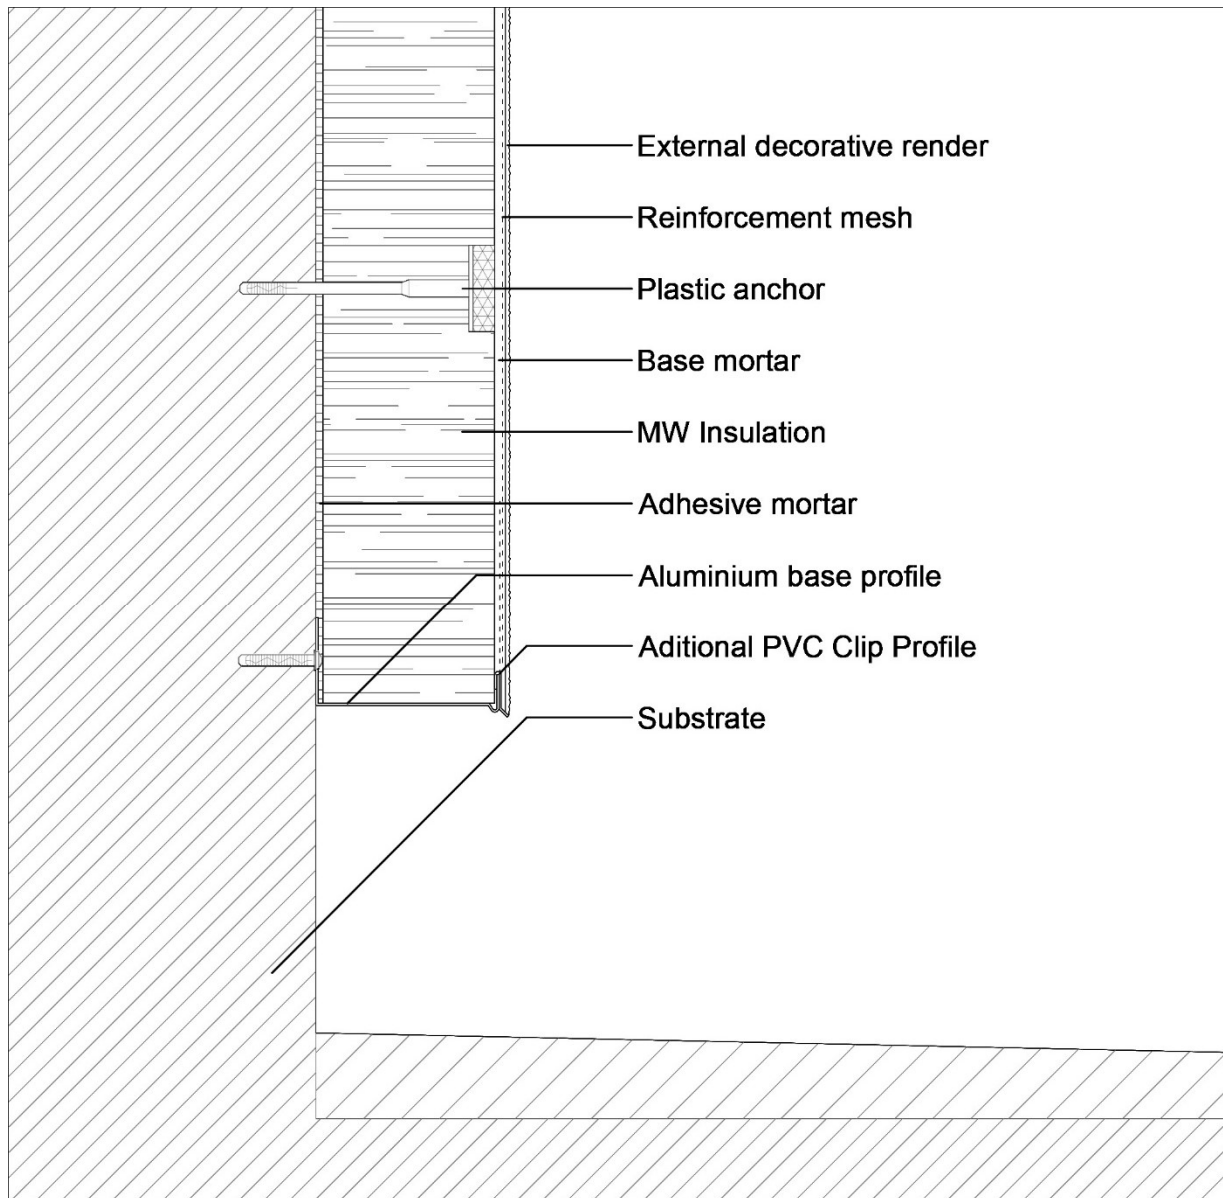 External decorative render
Reinforcement mesh
Plastic anchor
Base mortar
MW Insulation
Adhesive mortar
Aluminium base profile
Aditional PVC Clip Profile
Substrate